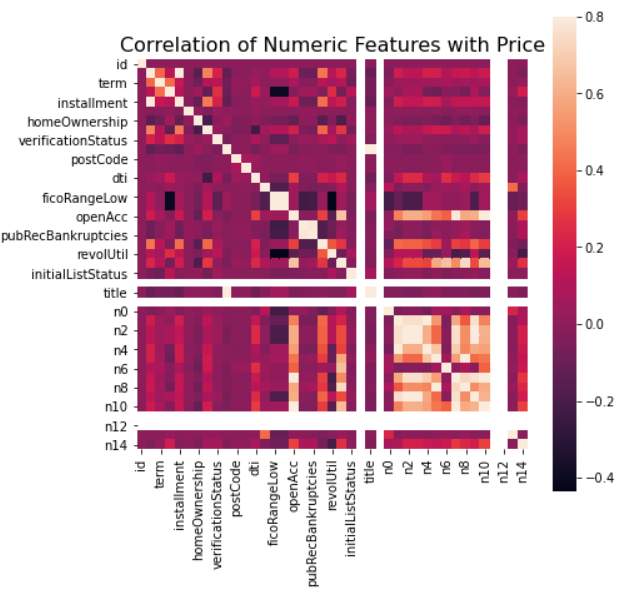 Correlation of Numeric Features with Price
id
term
installment
homeOwnership
verificationStatus
postCode
dti
ficoRangeLow
openAcc
pubRecBankruptcies
revolUtil
initialListStatus
title
n0
n2
n4
n6
n8
n10
n12
n14
id
term
installment
homeOwnership
verificationStatus
postCode
dti
ficoRangeLow
openAcc
pubRecBankruptcies
revolUtil
initialListStatus
title
n0
n2
n4
n6
n8
n10
n12
n14
0.8
0.6
0.4
0.2
0.0
−0.2
−0.4